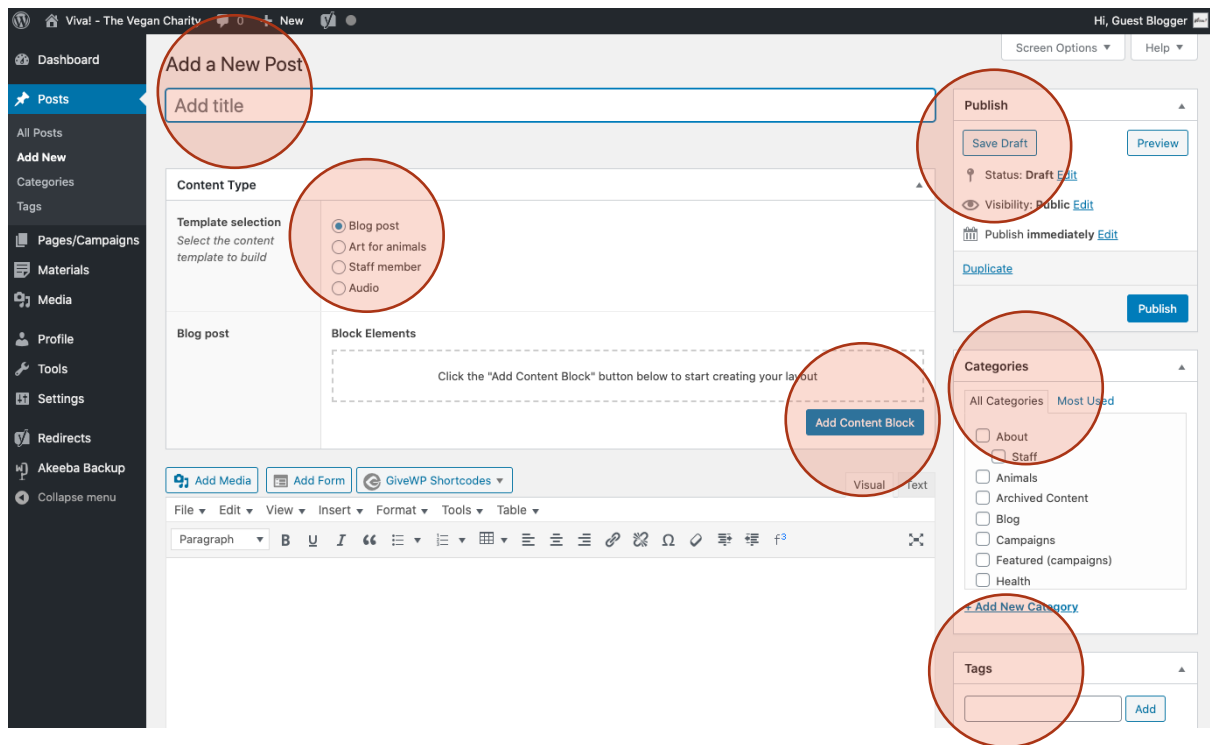 Viva! - The Vegan Charity 0 + New Hi, Guest Blogger
Dashboard
Posts
All Posts
Add New
Categories
Tags
Pages/Campaigns
Materials
Media
Profile
Tools
Settings
Redirects
Akeeba Backup
Collapse menu
Screen Options Help
Add a New Post
Add title
Content Type
Template selection
Select the content
template to build
Blog post
Art for animals
Staff member
Audio
Blog post
Block Elements
Click the "Add Content Block" button below to start creating your layout
Add Content Block
Add Media Add Form GiveWP Shortcodes
Visual Text
File Edit View Insert Format Tools Table
Paragraph B U I Ω f3
Publish
Save Draft Preview
Status: Draft Edit
Visibility: Public Edit
Publish immediately Edit
Duplicate
Publish
Categories
All Categories Most Used
About
Staff
Animals
Archived Content
Blog
Campaigns
Featured (campaigns)
Health
+ Add New Category
Tags
Add